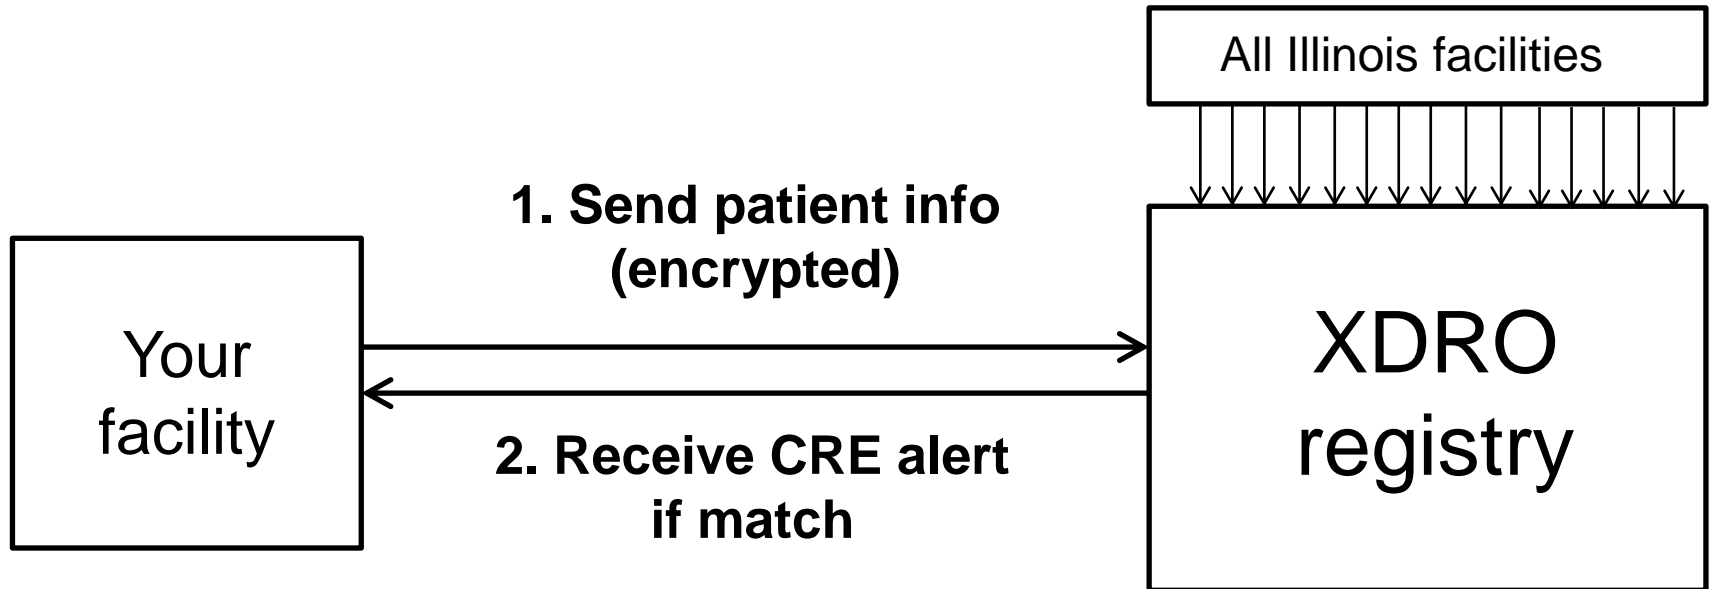 All Illinois facilities
1. Send patient info
(encrypted)
Your
facility
XDRO
registry
2. Receive CRE alert
if match